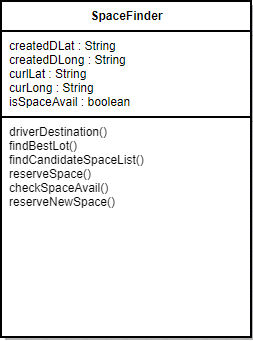 SpaceFinder
createdDLat : String
createdDLong : String
curlLat : String
curLong : String
isSpaceAvail : boolean
driverDestination()
findBestLot()
findCandidateSpaceList()
reserveSpace()
checkSpaceAvail()
reserveNewSpace()